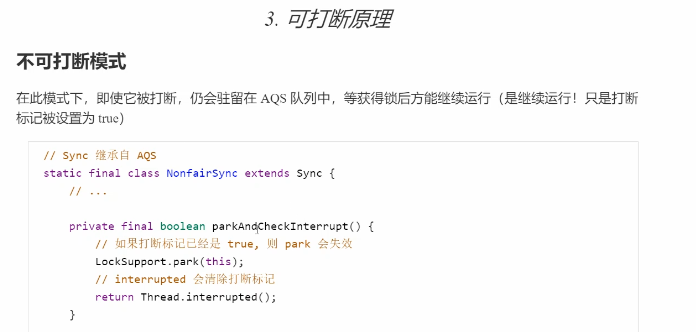 3. 可打断原理
不可打断模式
在此模式下，即使它被打断，仍会驻留在 AQS 队列中，等获得锁后方能继续运行（是继续运行！只是打断
标记被设置为 true）
// Sync 继承自 AQS
static final class NonfairSync extends Sync {
// ...
private final boolean parkAndCheckInterrupt() {
// 如果打断标记已经是 true, 则 park 会失效
LockSupport.park(this);
// interrupted 会清除打断标记
return Thread.interrupted();
}